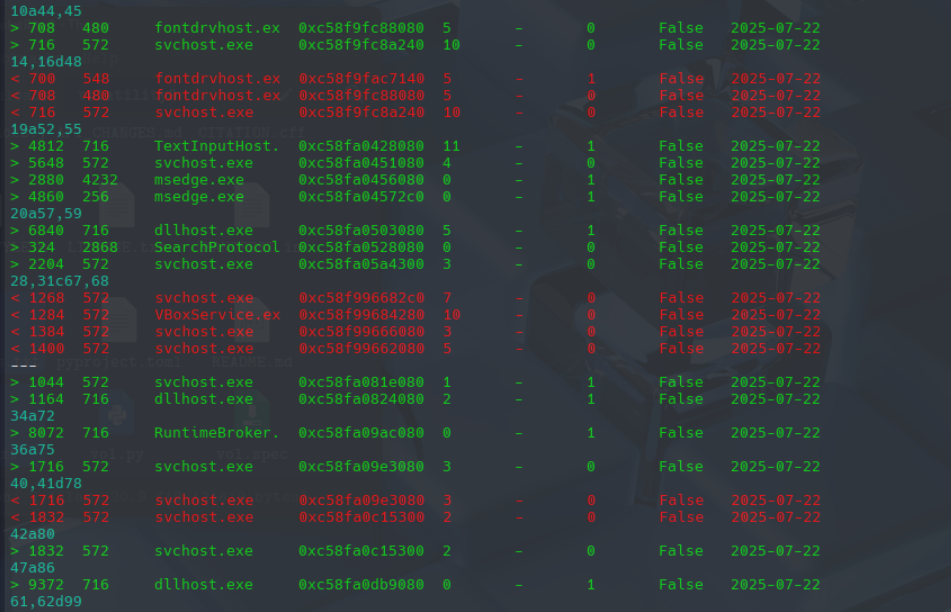 10a44,45
> 708 480 fontdrvhost.ex 0xc58f9fc88080 5 - 0 False 2025-07-22
> 716 572 svchost.exe 0xc58f9fc8a240 10 - 0 False 2025-07-22
14,16d48
< 700 548 fontdrvhost.ex 0xc58f9fac7140 5 - 1 False 2025-07-22
< 708 480 fontdrvhost.ex 0xc58f9fc88080 5 - 0 False 2025-07-22
< 716 572 svchost.exe 0xc58f9fc8a240 10 - 0 False 2025-07-22
19a52,55
> 4812 716 TextInputHost. 0xc58fa0428080 11 - 1 False 2025-07-22
> 5648 572 svchost.exe 0xc58fa0451080 4 - 0 False 2025-07-22
> 2880 4232 msedge.exe 0xc58fa0456080 0 - 1 False 2025-07-22
> 4860 256 msedge.exe 0xc58fa04572c0 0 - 1 False 2025-07-22
20a57,59
> 6840 716 dllhost.exe 0xc58fa0503080 5 - 1 False 2025-07-22
> 324 2868 SearchProtocol 0xc58fa0528080 0 - 0 False 2025-07-22
> 2204 572 svchost.exe 0xc58fa05a4300 3 - 0 False 2025-07-22
28,31c67,68
< 1268 572 svchost.exe 0xc58f996682c0 7 - 0 False 2025-07-22
< 1284 572 VBoxService.ex 0xc58f99684280 10 - 0 False 2025-07-22
< 1384 572 svchost.exe 0xc58f99666080 3 - 0 False 2025-07-22
< 1400 572 svchost.exe 0xc58f99662080 5 - 0 False 2025-07-22
---
> 1044 572 svchost.exe 0xc58fa081e080 1 - 1 False 2025-07-22
> 1164 716 dllhost.exe 0xc58fa0824080 2 - 1 False 2025-07-22
34a72
> 8072 716 RuntimeBroker. 0xc58fa09ac080 0 - 1 False 2025-07-22
36a75
> 1716 572 svchost.exe 0xc58fa09e3080 3 - 0 False 2025-07-22
40,41d78
< 1716 572 svchost.exe 0xc58fa09e3080 3 - 0 False 2025-07-22
< 1832 572 svchost.exe 0xc58fa0c15300 2 - 0 False 2025-07-22
42a80
> 1832 572 svchost.exe 0xc58fa0c15300 2 - 0 False 2025-07-22
47a86
> 9372 716 dllhost.exe 0xc58fa0db9080 0 - 1 False 2025-07-22
61,62d99